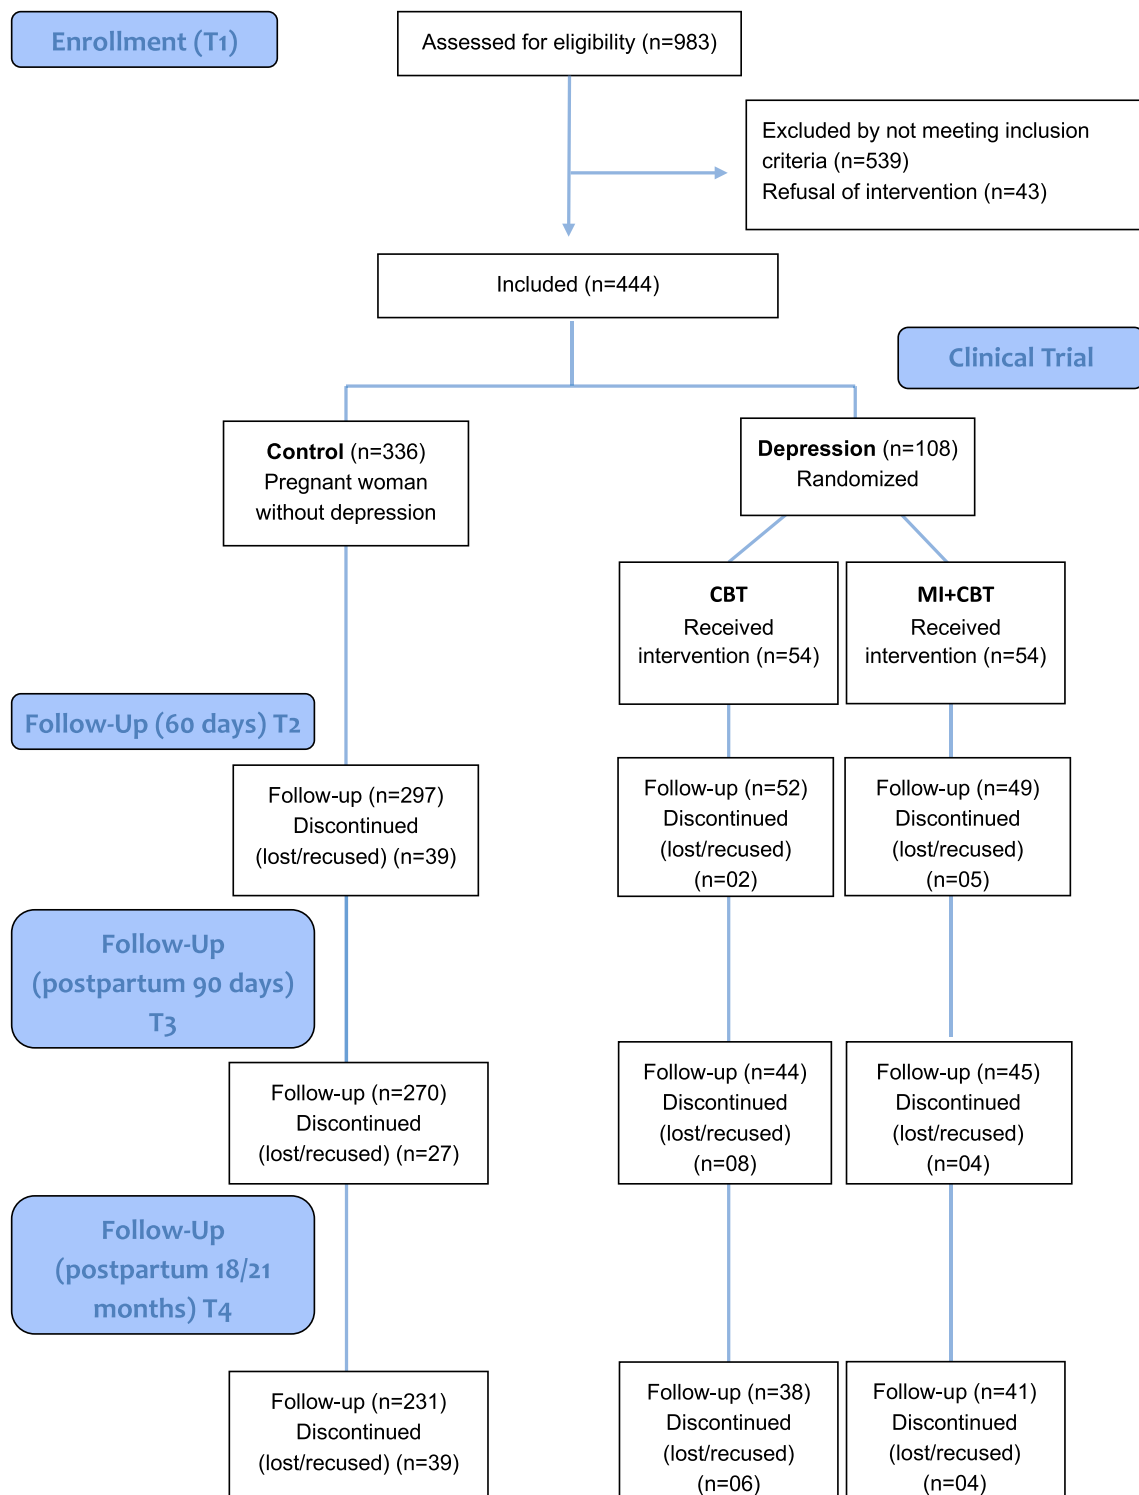 Enrollment (T1)
Assessed for eligibility (n=983)
Excluded by not meeting inclusion
criteria (n=539)
Refusal of intervention (n=43)
Included (n=444)
Clinical Trial
Control (n=336)
Pregnant woman
without depression
Depression (n=108)
Randomized
CBT
Received
intervention (n=54)
MI+CBT
Received
intervention (n=54)
Follow-Up (60 days) T2
Follow-up (n=297)
Discontinued
(lost/recused) (n=39)
Follow-up (n=52)
Discontinued
(lost/recused)
(n=02)
Follow-up (n=49)
Discontinued
(lost/recused)
(n=05)
Follow-Up
(postpartum 90 days)
T3
Follow-up (n=270)
Discontinued
(lost/recused) (n=27)
Follow-up (n=44)
Discontinued
(lost/recused)
(n=08)
Follow-up (n=45)
Discontinued
(lost/recused)
(n=04)
Follow-Up
(postpartum 18/21
months) T4
Follow-up (n=231)
Discontinued
(lost/recused) (n=39)
Follow-up (n=38)
Discontinued
(lost/recused)
(n=06)
Follow-up (n=41)
Discontinued
(lost/recused)
(n=04)